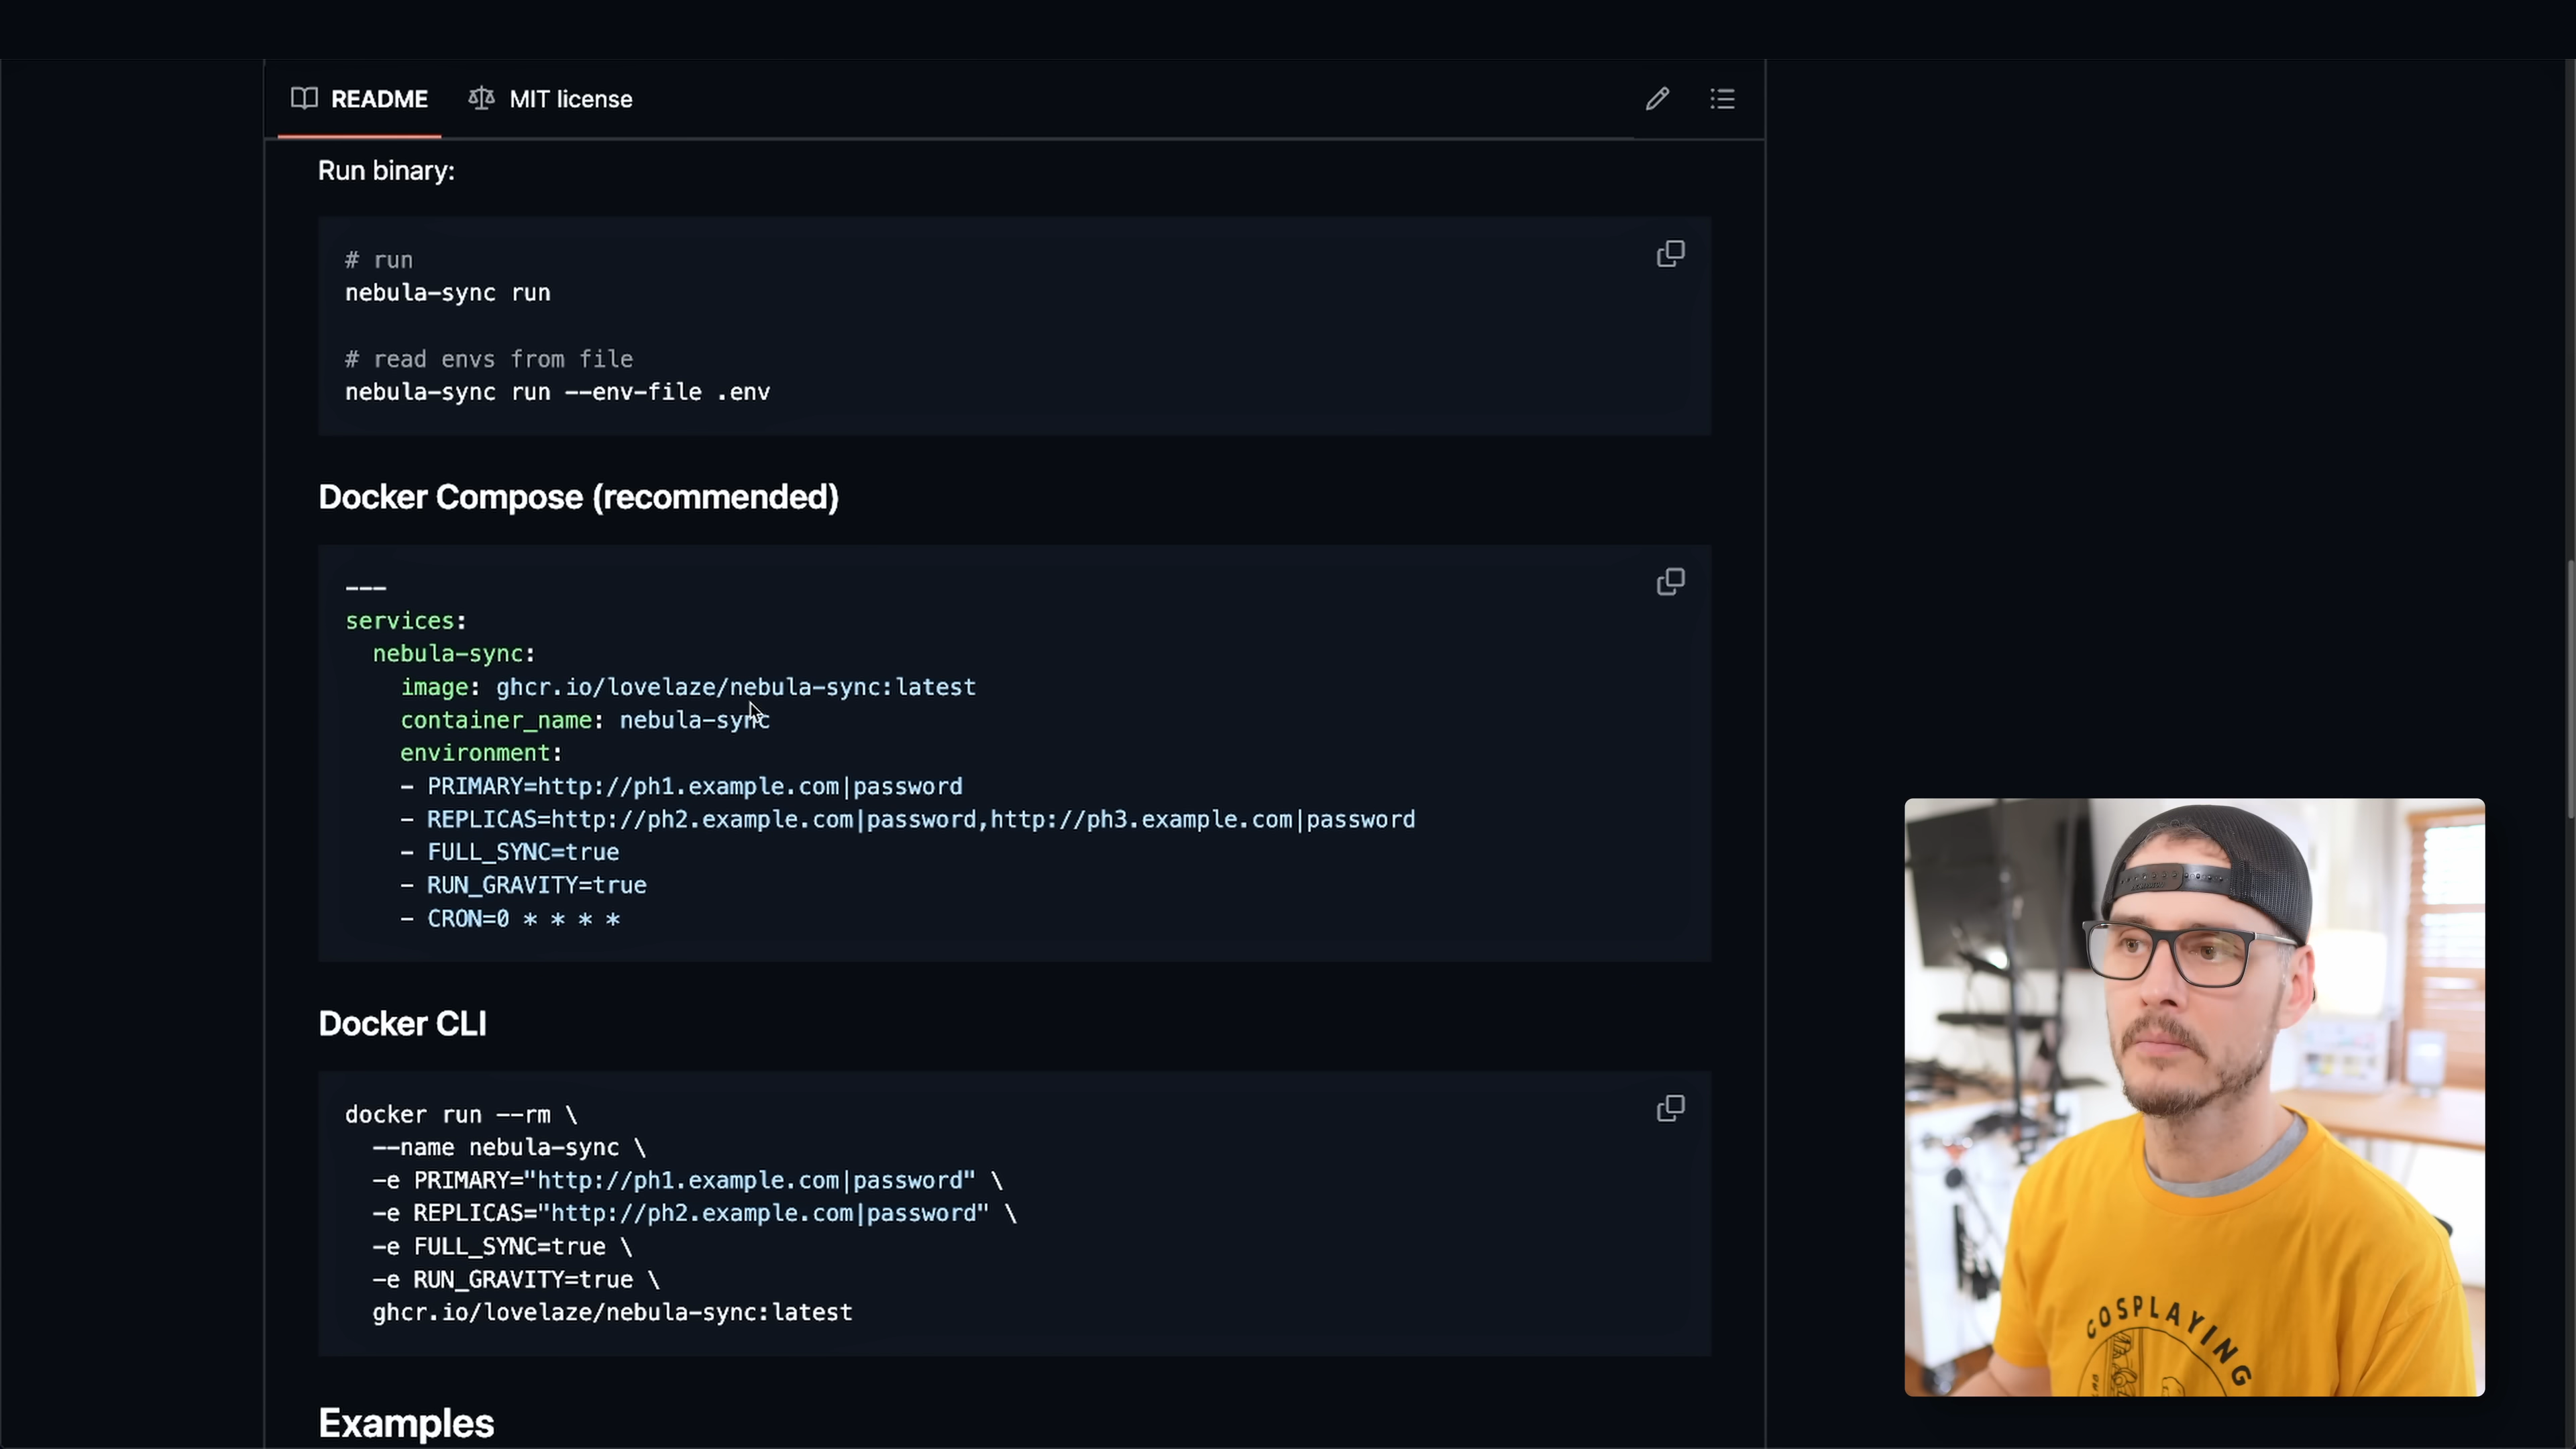 README MIT license
Run binary:
# run
nebula-sync run
# read envs from file
nebula-sync run --env-file .env
Docker Compose (recommended)
---
services:
nebula-sync:
image: ghcr.io/lovelaze/nebula-sync:latest
container_name: nebula-sync
environment:
- PRIMARY=http://ph1.example.com|password
- REPLICAS=http://ph2.example.com|password,http://ph3.example.com|password
- FULL_SYNC=true
- RUN_GRAVITY=true
- CRON=0 * * * *
Docker CLI
docker run --rm \
--name nebula-sync \
-e PRIMARY="http://ph1.example.com|password" \
-e REPLICAS="http://ph2.example.com|password" \
-e FULL_SYNC=true \
-e RUN_GRAVITY=true \
ghcr.io/lovelaze/nebula-sync:latest
Examples
COSPLAYING